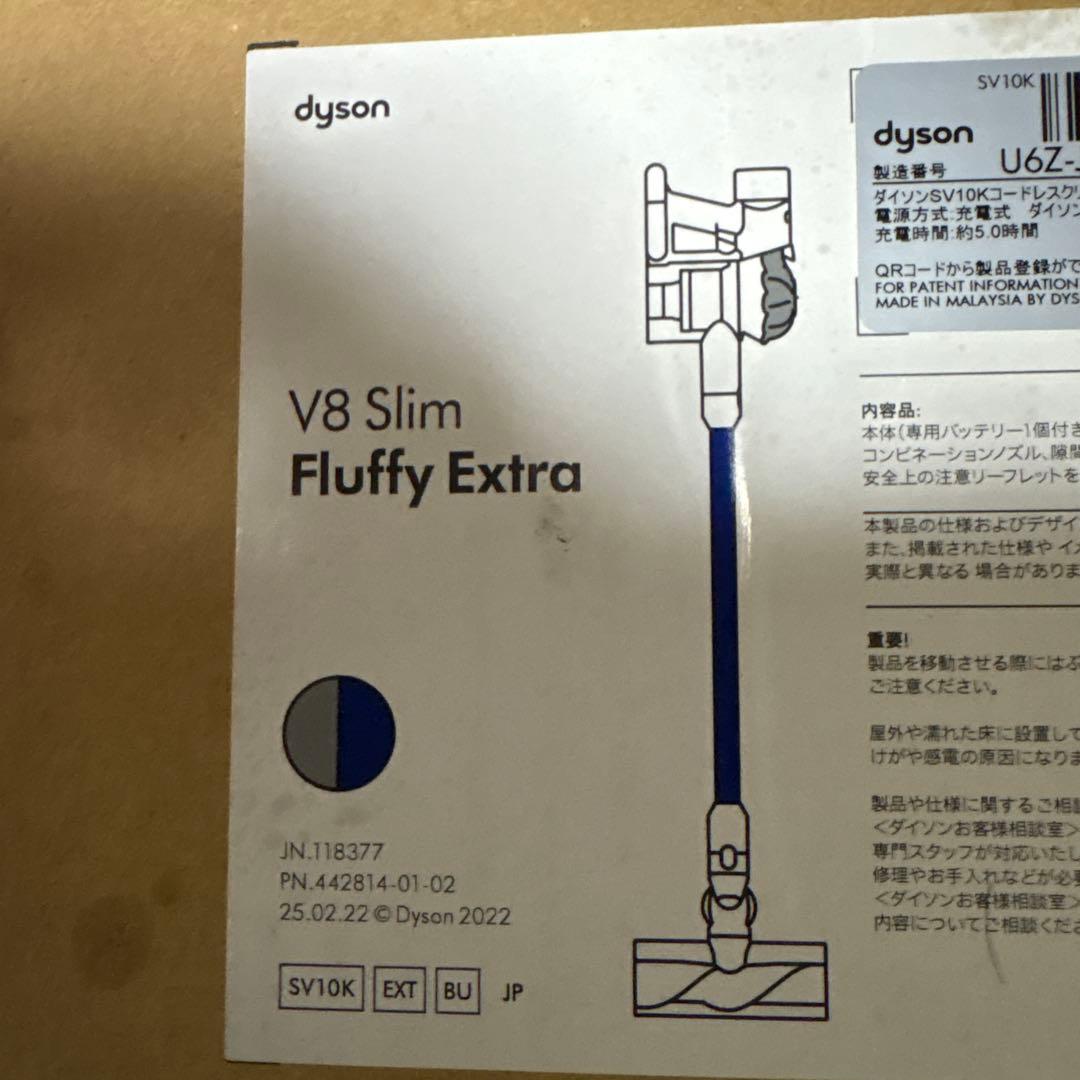 dyson
V8 Slim
Fluffy Extra
JN.118377
PN.442814-01-02
25.02.22 © Dyson 2022
SV10K EXT BU JP
SV10K
dyson
製造番号 U6Z-
ダイソンSV10Kコードレスクリ
電源方式:充電式 ダイソン
充電時間:約5.0時間
QRコードから製品登録がで
FOR PATENT INFORMATION
MADE IN MALAYSIA BY DYS
内容品:
本体(専用バッテリー1個付き
コンビネーションノズル、隙間
安全上の注意リーフレットを
本製品の仕様およびデザイ
また、掲載された仕様や イメ
実際と異なる 場合がありま
重要!
製品を移動させる際にはぶ
ご注意ください。
屋外や濡れた床に設置して
けがや感電の原因になりま
製品や仕様に関するご相談
<ダイソンお客様相談室>
専門スタッフが対応いたし
修理やお手入れなどが必要
<ダイソンお客様相談室>
内容についてご相談くださ